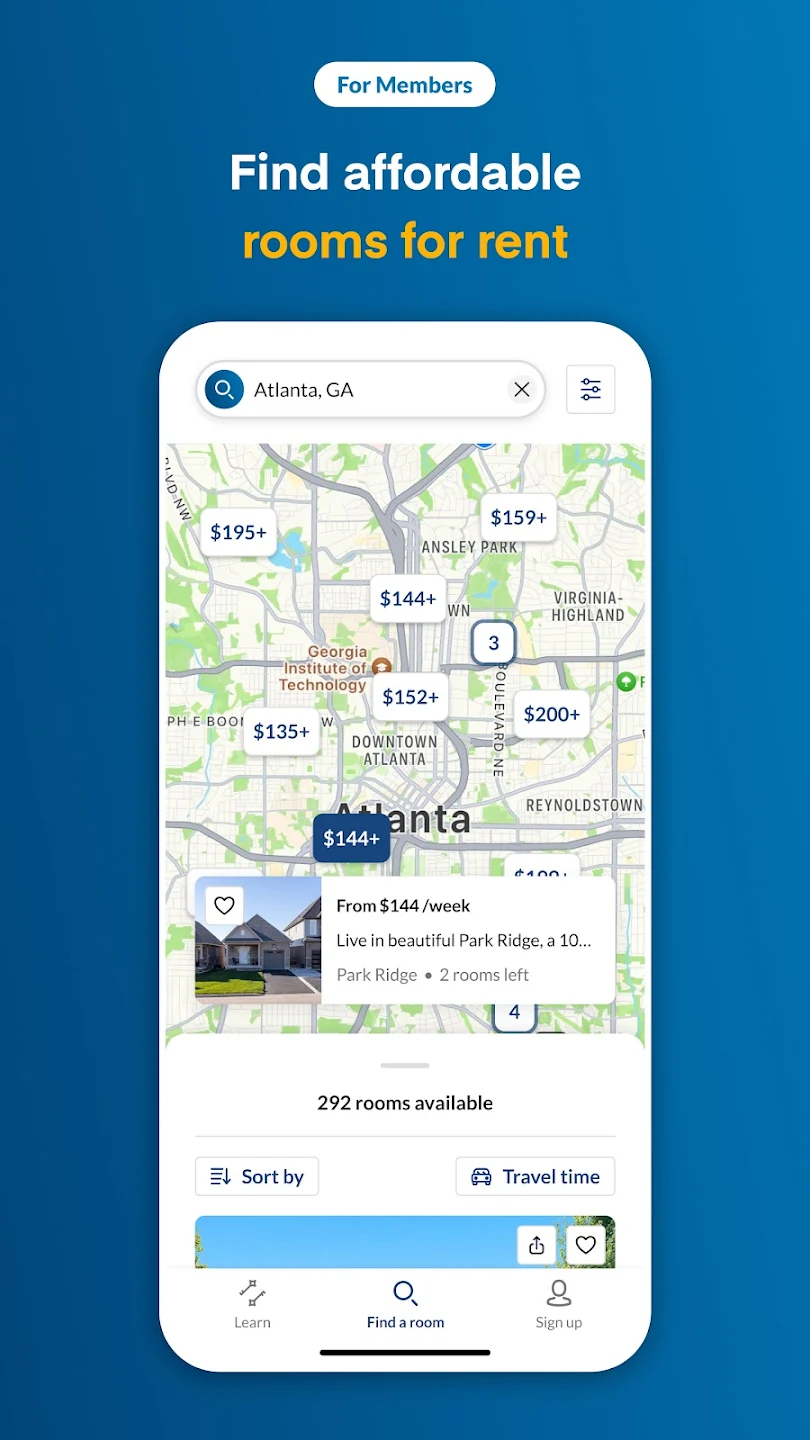 For Members
Find affordable
rooms for rent
Atlanta, GA
BLVD NW
$195+
$159+
ANSLEY PARK
$144+
VIRGINIA-
HIGHLAND
3
Georgia
Institute of
Technology
$152+
BOULEVARD NE
$200+
$135+
W
DOWNTOWN
ATLANTA
REYNOLDSTOWN
Atlanta
$144+
From $144 /week
Live in beautiful Park Ridge, a 10...
Park Ridge • 2 rooms left
4
292 rooms available
Sort by
Travel time
Learn
Find a room
Sign up